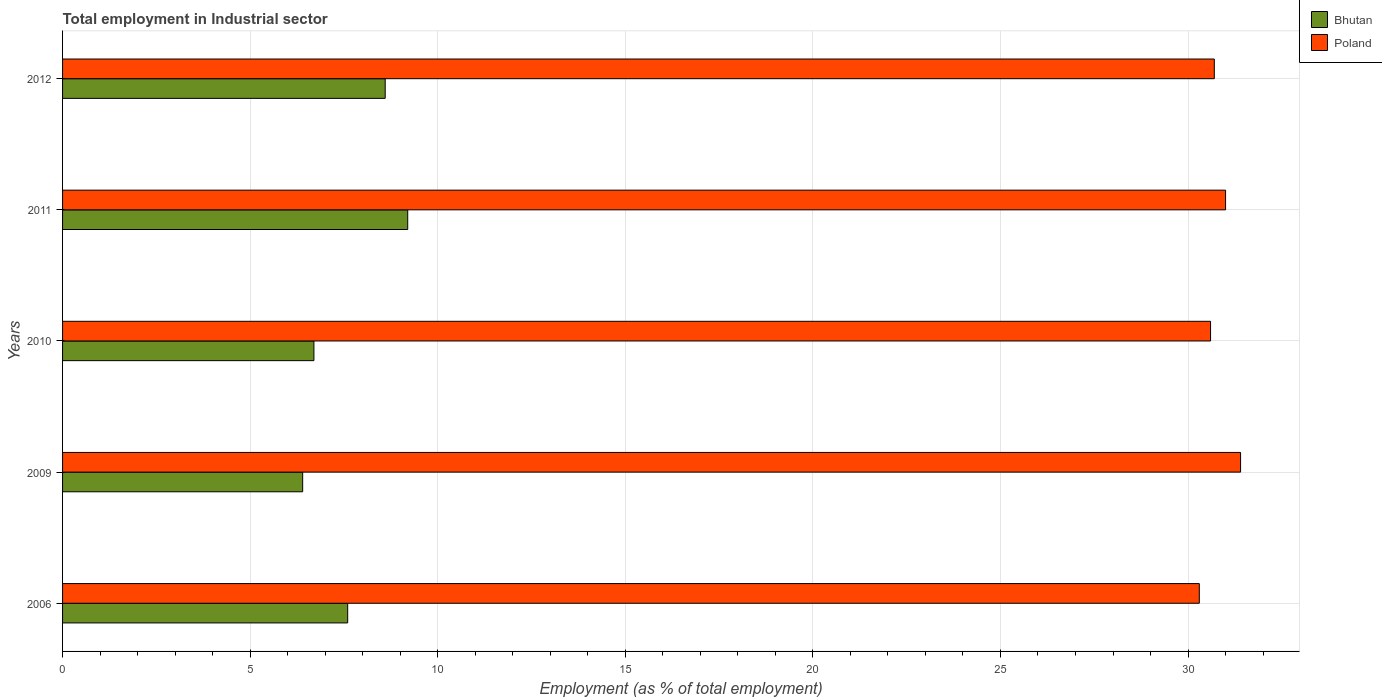 Total employment in Industrial sector
Bhutan
Poland
2012
2011
2010
2009
2006
Years
5
10
15
20
25
30
Employment (as % of total employment)